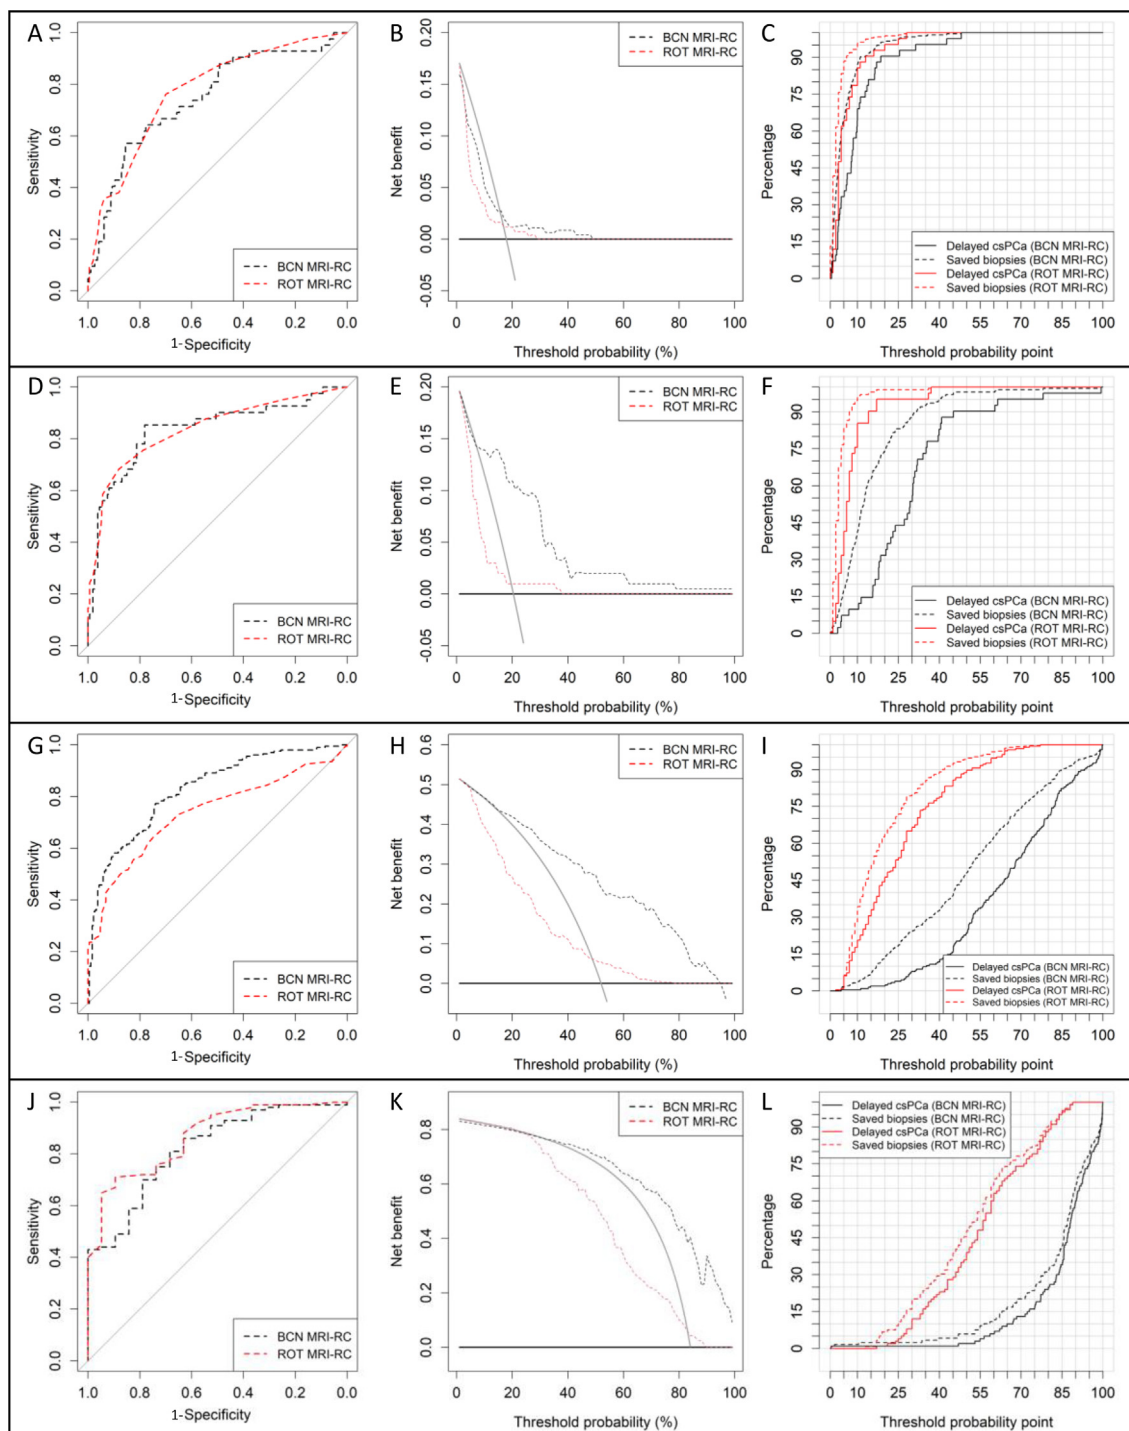 A
Sensitivity
0.0 0.2 0.4 0.6 0.8 1.0
BCN MRI-RC
ROT MRI-RC
1.0 0.8 0.6 0.4 0.2 0.0
1-Specificity
B
Net benefit
-0.05 0.00 0.05 0.10 0.15 0.20
BCN MRI-RC
ROT MRI-RC
0 20 40 60 80 100
Threshold probability (%)
C
Percentage
0 15 30 45 60 75 90
Delayed csPCa (BCN MRI-RC)
Saved biopsies (BCN MRI-RC)
Delayed csPCa (ROT MRI-RC)
Saved biopsies (ROT MRI-RC)
0 10 25 40 55 70 85 100
Threshold probability point
D
Sensitivity
0.0 0.2 0.4 0.6 0.8 1.0
BCN MRI-RC
ROT MRI-RC
1.0 0.8 0.6 0.4 0.2 0.0
1-Specificity
E
Net benefit
-0.05 0.00 0.05 0.10 0.15 0.20
BCN MRI-RC
ROT MRI-RC
0 20 40 60 80 100
Threshold probability (%)
F
Percentage
0 15 30 45 60 75 90
Delayed csPCa (BCN MRI-RC)
Saved biopsies (BCN MRI-RC)
Delayed csPCa (ROT MRI-RC)
Saved biopsies (ROT MRI-RC)
0 10 25 40 55 70 85 100
Threshold probability point
G
Sensitivity
0.0 0.2 0.4 0.6 0.8 1.0
BCN MRI-RC
ROT MRI-RC
1.0 0.8 0.6 0.4 0.2 0.0
1-Specificity
H
Net benefit
0.0 0.1 0.2 0.3 0.4 0.5 0.6
BCN MRI-RC
ROT MRI-RC
0 20 40 60 80 100
Threshold probability (%)
I
Percentage
0 15 30 45 60 75 90
Delayed csPCa (BCN MRI-RC)
Saved biopsies (BCN MRI-RC)
Delayed csPCa (ROT MRI-RC)
Saved biopsies (ROT MRI-RC)
0 10 25 40 55 70 85 100
Threshold probability point
J
Sensitivity
0.0 0.2 0.4 0.6 0.8 1.0
BCN MRI-RC
ROT MRI-RC
1.0 0.8 0.6 0.4 0.2 0.0
1-Specificity
K
Net benefit
0.0 0.2 0.4 0.6 0.8
BCN MRI-RC
ROT MRI-RC
0 20 40 60 80 100
Threshold probability (%)
L
Percentage
0 15 30 45 60 75 90
Delayed csPCa (BCN MRI-RC)
Saved biopsies (BCN MRI-RC)
Delayed csPCa (ROT MRI-RC)
Saved biopsies (ROT MRI-RC)
0 10 25 40 55 70 85 100
Threshold probability point